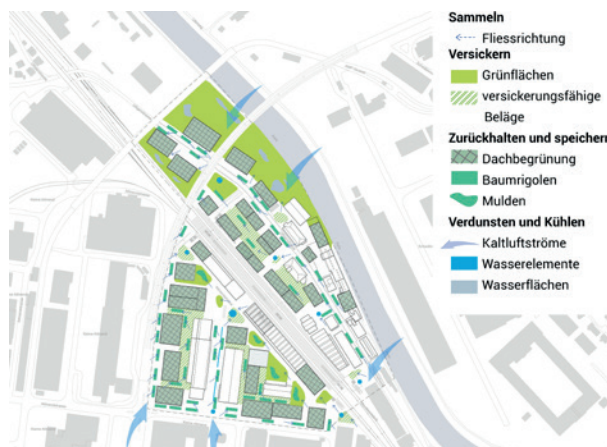 Sammeln
Fliessrichtung
Versickern
Grünflächen
versickerungsfähige
Beläge
Zurückhalten und speichern
Dachbegrünung
Baumrigolen
Mulden
Verdunsten und Kühlen
Kaltluftströme
Wasserelemente
Wasserflächen